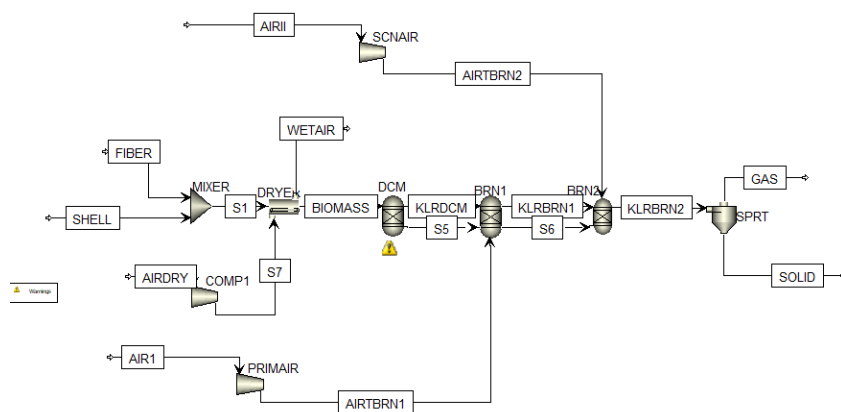 AIRII
SCNAIR
AIRTBRN2
WETAIR
FIBER
MIXER
DRYER
DCM
BRN1
BRN2
GAS
S1
BIOMASS
KLRDCM
KLRBRN1
KLRBRN2
SHELL
S5
S6
SPRT
AIRDRY
COMP1
S7
SOLID
Warnings
AIR1
PRIMAIR
AIRTBRN1